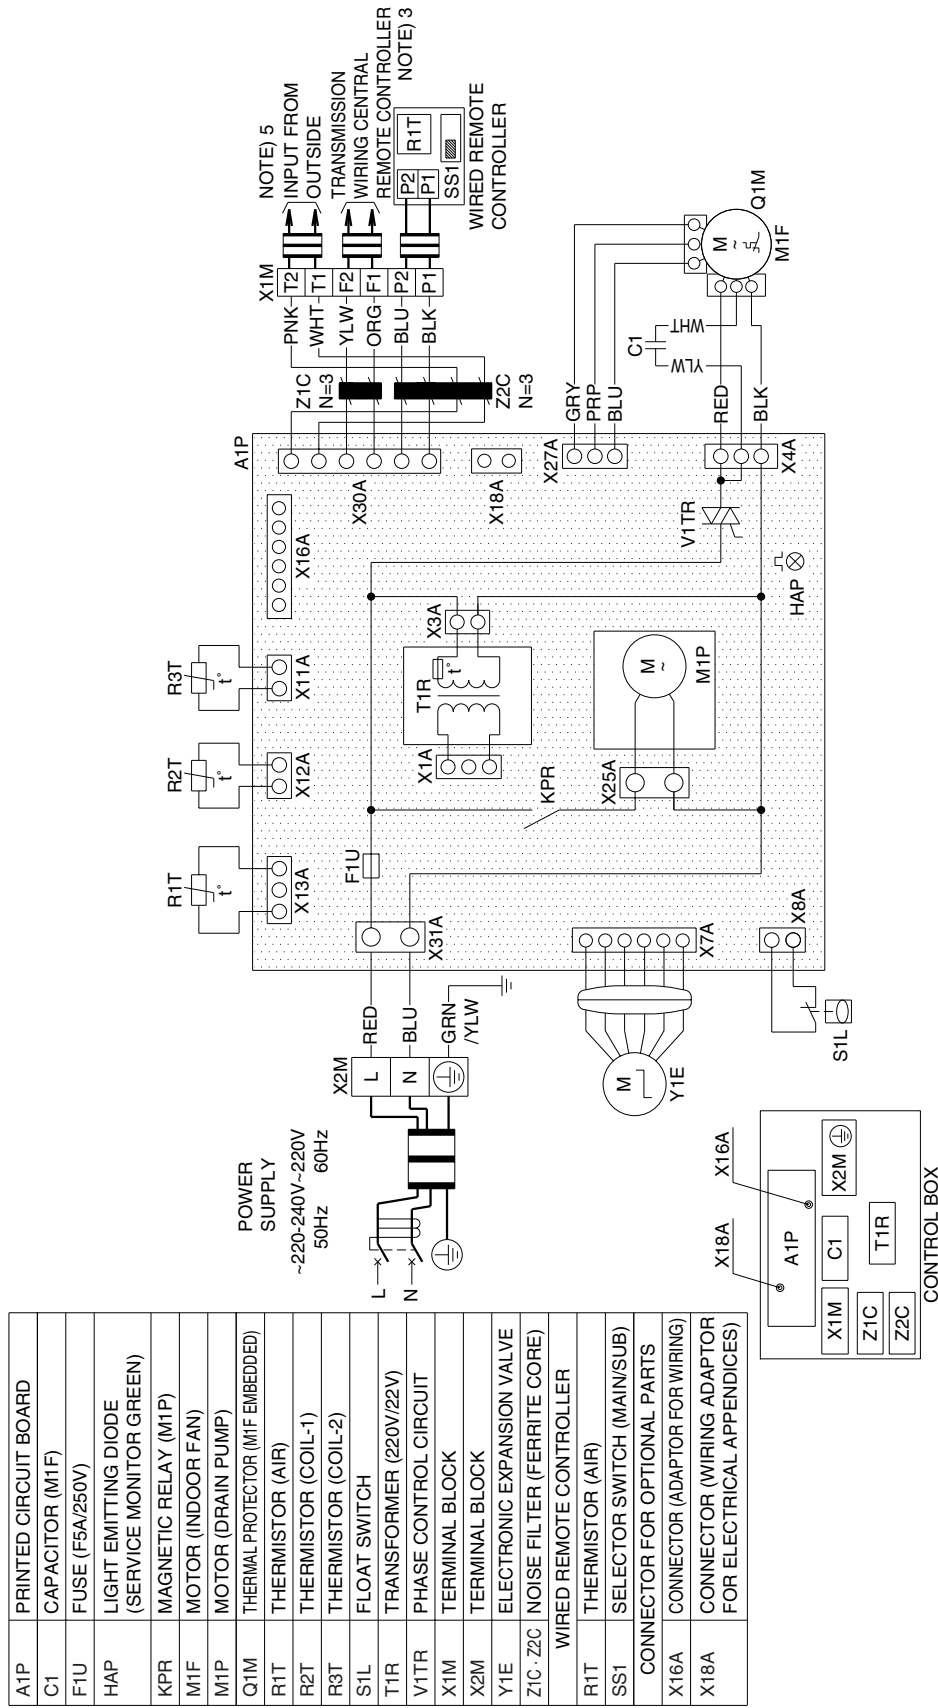 A1P PRINTED CIRCUIT BOARD
C1 CAPACITOR (M1F)
F1U FUSE (F5A/250V)
HAP LIGHT EMITTING DIODE
(SERVICE MONITOR GREEN)
KPR MAGNETIC RELAY (M1P)
M1F MOTOR (INDOOR FAN)
M1P MOTOR (DRAIN PUMP)
Q1M THERMAL PROTECTOR (M1F EMBEDDED)
R1T THERMISTOR (AIR)
R2T THERMISTOR (COIL-1)
R3T THERMISTOR (COIL-2)
S1L FLOAT SWITCH
T1R TRANSFORMER (220V/22V)
V1TR PHASE CONTROL CIRCUIT
X1M TERMINAL BLOCK
X2M TERMINAL BLOCK
Y1E ELECTRONIC EXPANSION VALVE
Z1C · Z2C NOISE FILTER (FERRITE CORE)
WIRED REMOTE CONTROLLER
R1T THERMISTOR (AIR)
SS1 SELECTOR SWITCH (MAIN/SUB)
CONNECTOR FOR OPTIONAL PARTS
X16A CONNECTOR (ADAPTOR FOR WIRING)
X18A CONNECTOR (WIRING ADAPTOR
FOR ELECTRICAL APPENDICES)
POWER
SUPPLY
~220-240V~220V
50Hz 60Hz
L
N
X2M
L
N
RED
BLU
GRN
/YLW
R1T
t°
X13A
R2T
t°
X12A
R3T
t°
X11A
X16A
A1P
X31A
F1U
X1A
T1R
t°
X3A
KPR
X25A
M
~
M1P
X30A
X18A
X27A
V1TR
X4A
HAP
X7A
X8A
M
Y1E
S1L
Z1C
N=3
Z2C
N=3
PNK
WHT
YLW
ORG
BLU
BLK
X1M
T2
T1
F2
F1
P2
P1
NOTE) 5
INPUT FROM
OUTSIDE
TRANSMISSION
WIRING CENTRAL
REMOTE CONTROLLER
NOTE) 3
P2
P1
R1T
SS1
WIRED REMOTE
CONTROLLER
GRY
PRP
BLU
RED
BLK
C1
YLW
WHT
M
~
Q1M
M1F
X18A
X16A
A1P
X1M
C1
X2M
Z1C
T1R
Z2C
CONTROL BOX